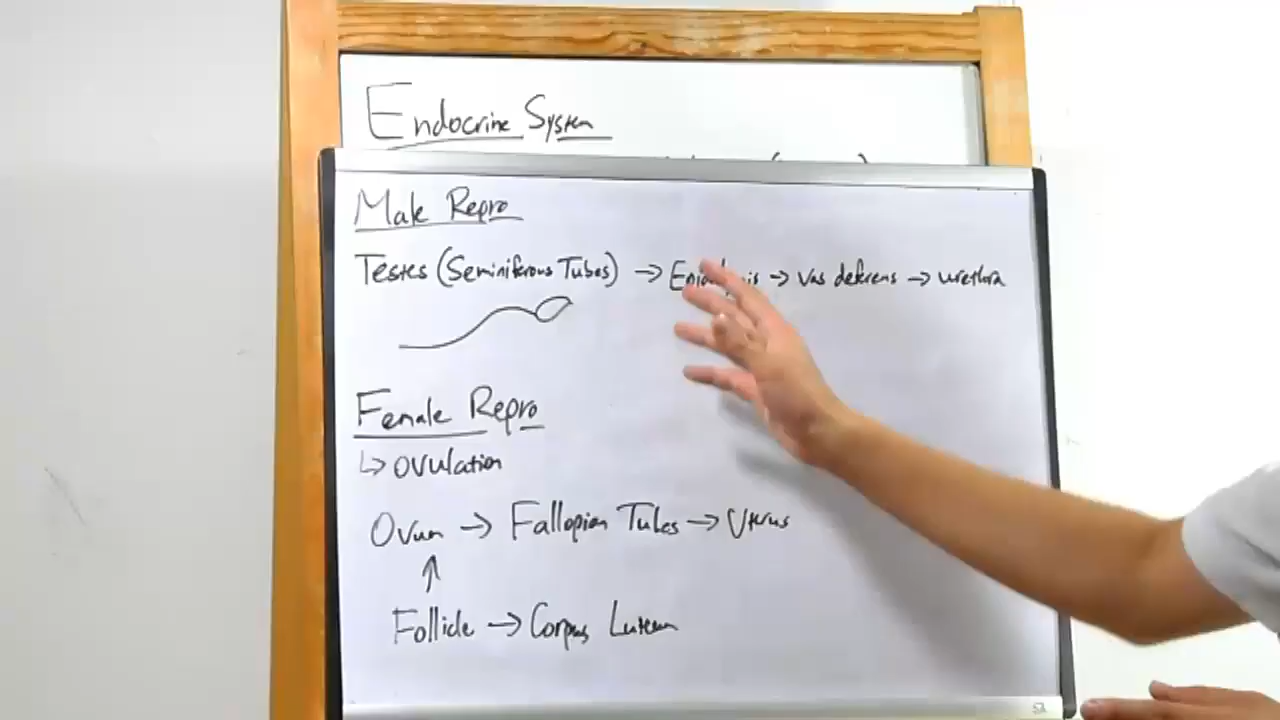 Endocrine System
Male Repro
Testes (Seminiferous Tubes) → → Vas deferens → urethra
Female Repro
↳ Ovulation
Ovum → Fallopian Tubes → Uterus
↑
Follicle → Corpus Luteum